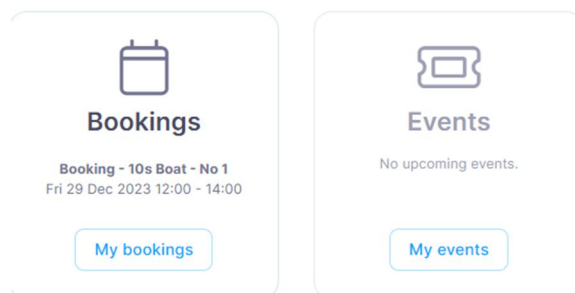 Bookings
Booking - 10s Boat - No 1
Fri 29 Dec 2023 12:00 - 14:00
My bookings
Events
No upcoming events.
My events